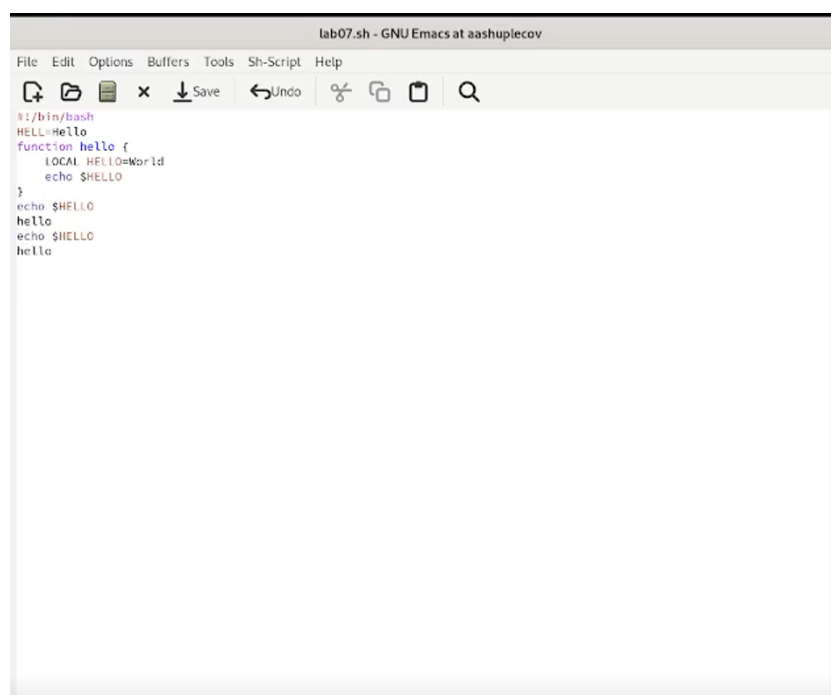 lab07.sh - GNU Emacs at aashuplecov
File Edit Options Buffers Tools Sh-Script Help
Save Undo
#!/bin/bash
HELL=Hello
function hello {
LOCAL HELLO=World
echo $HELLO
}
echo $HELLO
hello
echo $HELLO
hello